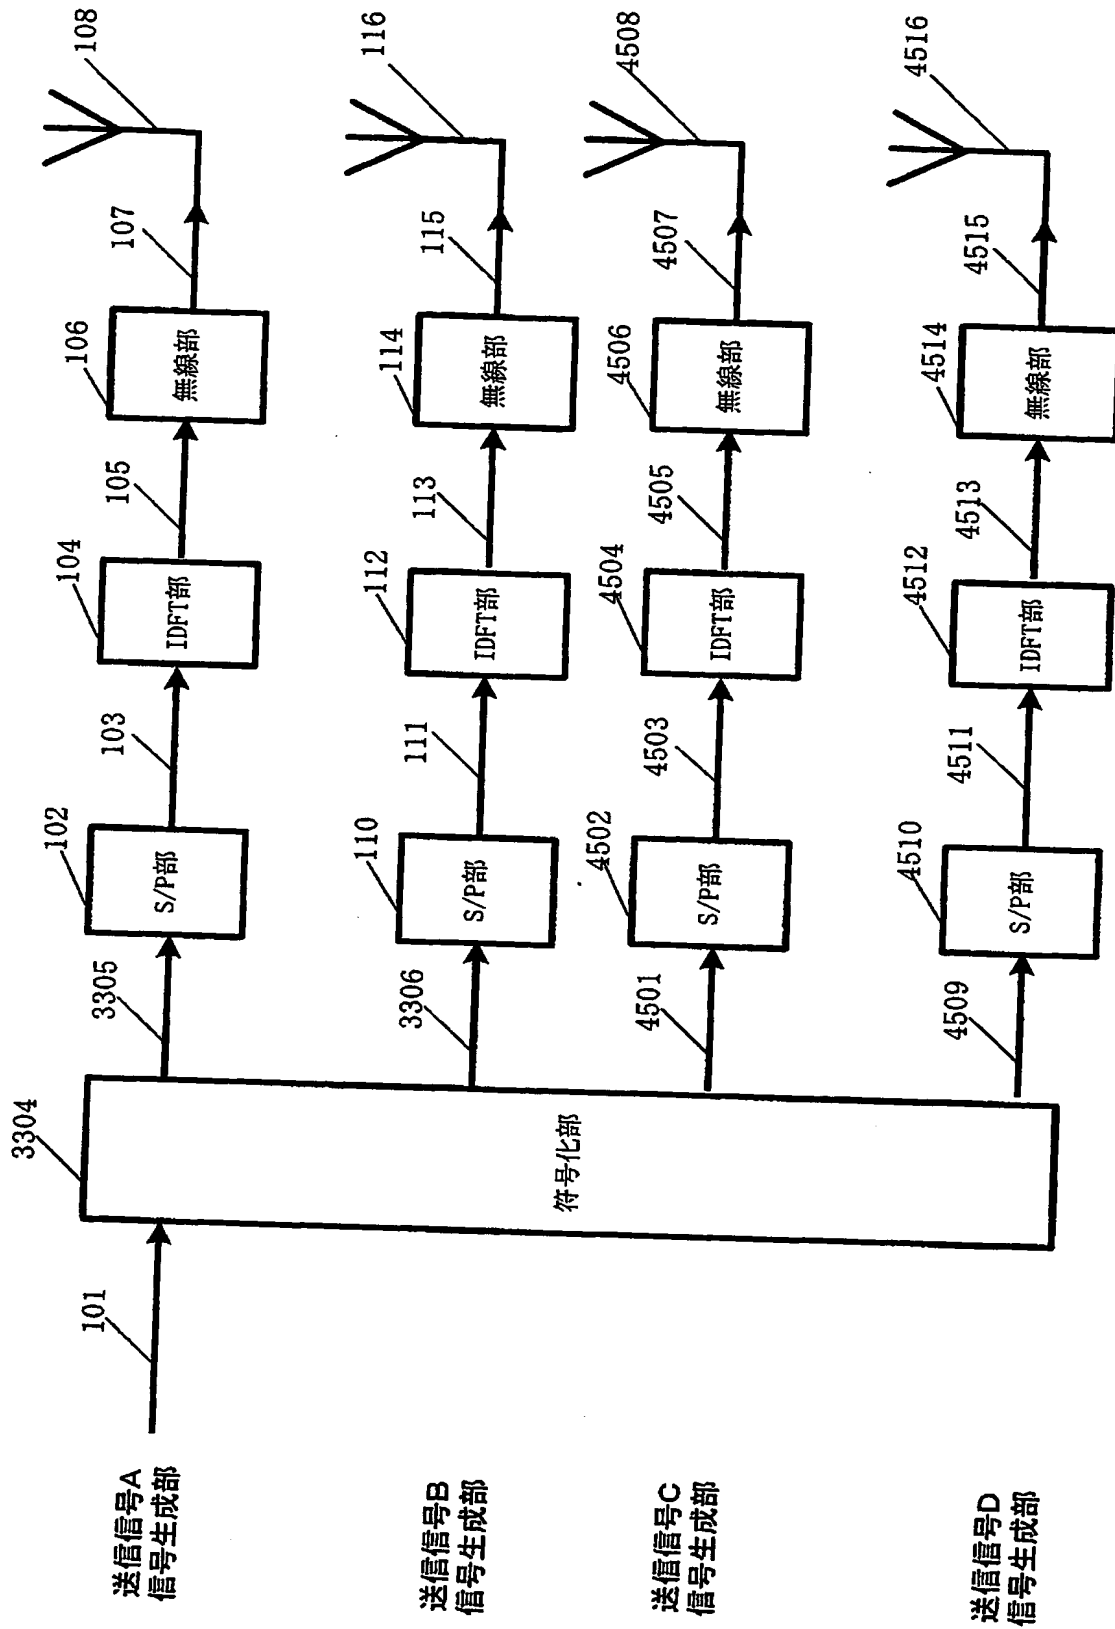 送信信号A
信号生成部
101
3304
符号化部
3305
102
S/P部
103
104
IDFT部
105
106
無線部
107
108
送信信号B
信号生成部
3306
110
S/P部
111
112
IDFT部
113
114
無線部
115
116
送信信号C
信号生成部
4501
4502
S/P部
4503
4504
IDFT部
4505
4506
無線部
4507
4508
送信信号D
信号生成部
4509
4510
S/P部
4511
4512
IDFT部
4513
4514
無線部
4515
4516